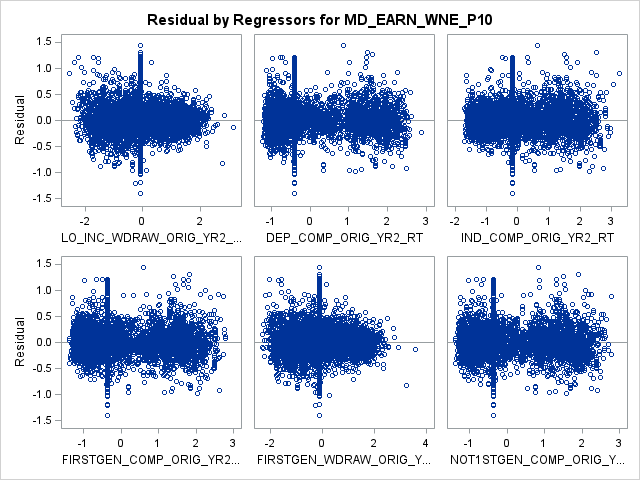 Residual by Regressors for MD_EARN_WNE_P10
1.5
1.0
0.5
0.0
-0.5
-1.0
-1.5
Residual
-2 0 2
-1 0 1 2 3
-2 -1 0 1 2 3
LO_INC_WDRAW_ORIG_YR2_... DEP_COMP_ORIG_YR2_RT IND_COMP_ORIG_YR2_RT
1.5
1.0
0.5
0.0
-0.5
-1.0
-1.5
Residual
-1 0 1 2 3
-2 0 2 4
-1 0 1 2 3
FIRSTGEN_COMP_ORIG_YR2... FIRSTGEN_WDRAW_ORIG_Y... NOT1STGEN_COMP_ORIG_Y...